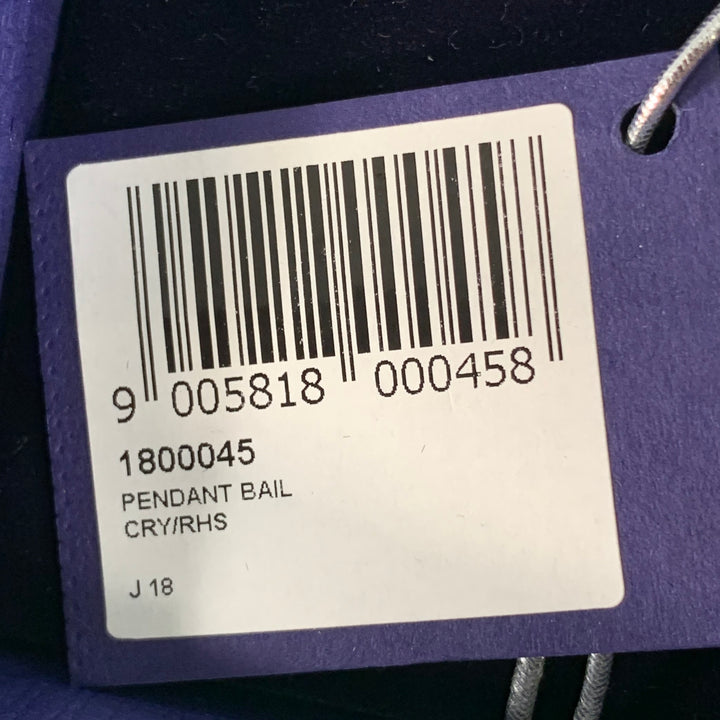 9 005818 000458
1800045
PENDANT BAIL
CRY/RHS
J 18